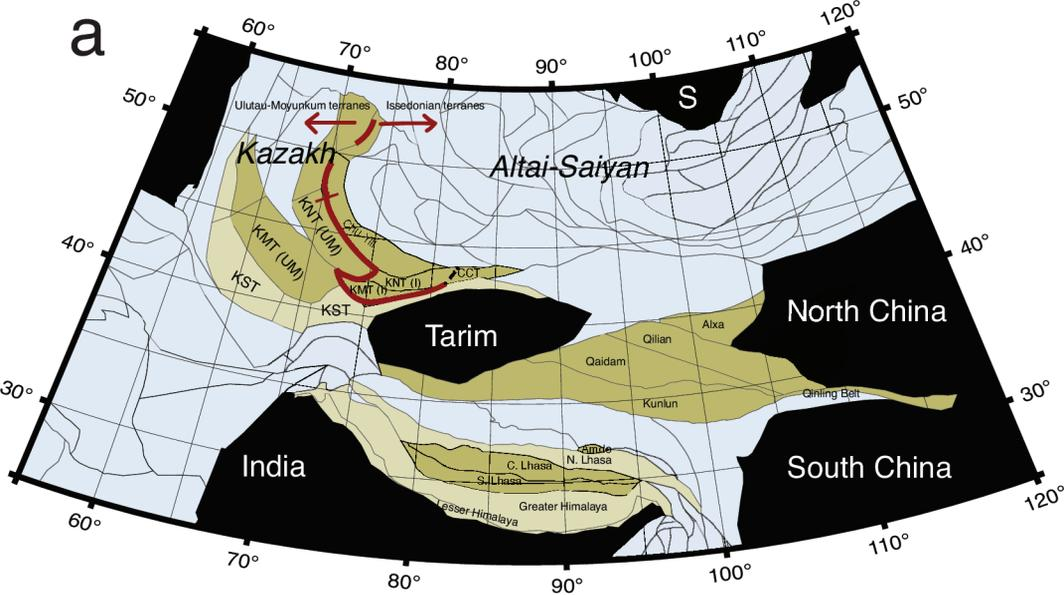 a
60°
70°
80°
90°
100°
110°
120°
50°
S
50°
Ulutau-Moyunkum terranes
Issedonian terranes
Kazakh
Altai-Saiyan
KNT (UM)
Chu-Yili
KMT (UM)
40°
40°
KST
KMT (I)
KNT (I)
CCT
KST
Tarim
North China
Alxa
Qilian
Qaidam
Kunlun
Qinling Belt
30°
30°
India
Amdo
N. Lhasa
C. Lhasa
S. Lhasa
South China
Lesser Himalaya
Greater Himalaya
60°
70°
80°
90°
100°
110°
120°